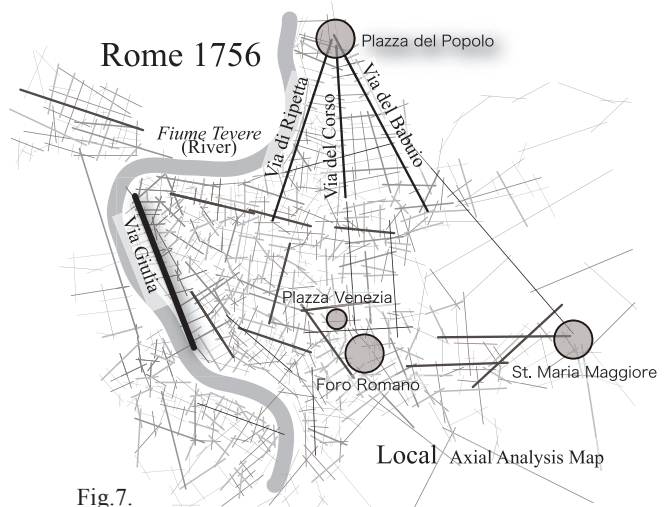 Rome 1756
Plazza del Popolo
Via di Ripetta
Via del Corso
Via del Babuio
Fiume Tevere
(River)
Via Giulia
Plazza Venezia
Foro Romano
St. Maria Maggiore
Local Axial Analysis Map
Fig.7.